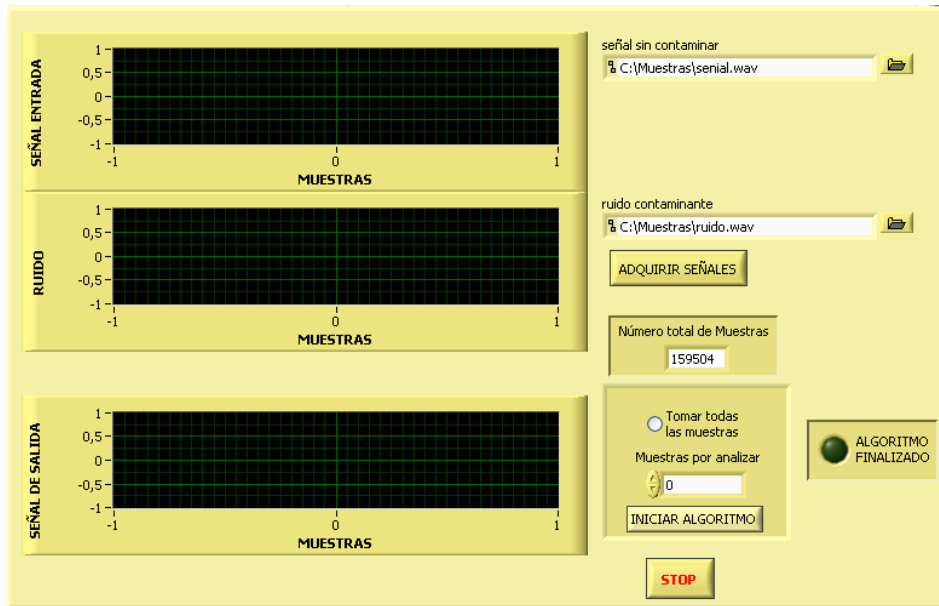 SEÑAL ENTRADA
1
0,5
0
-0,5
-1
-1 0 1
MUESTRAS
señal sin contaminar
C:\Muestras\senial.wav
RUIDO
1
0,5
0
-0,5
-1
-1 0 1
MUESTRAS
ruido contaminante
C:\Muestras\ruido.wav
ADQUIRIR SEÑALES
Número total de Muestras
159504
SEÑAL DE SALIDA
1
0,5
0
-0,5
-1
-1 0 1
MUESTRAS
Tomar todas
las muestras
Muestras por analizar
0
INICIAR ALGORITMO
ALGORITMO
FINALIZADO
STOP